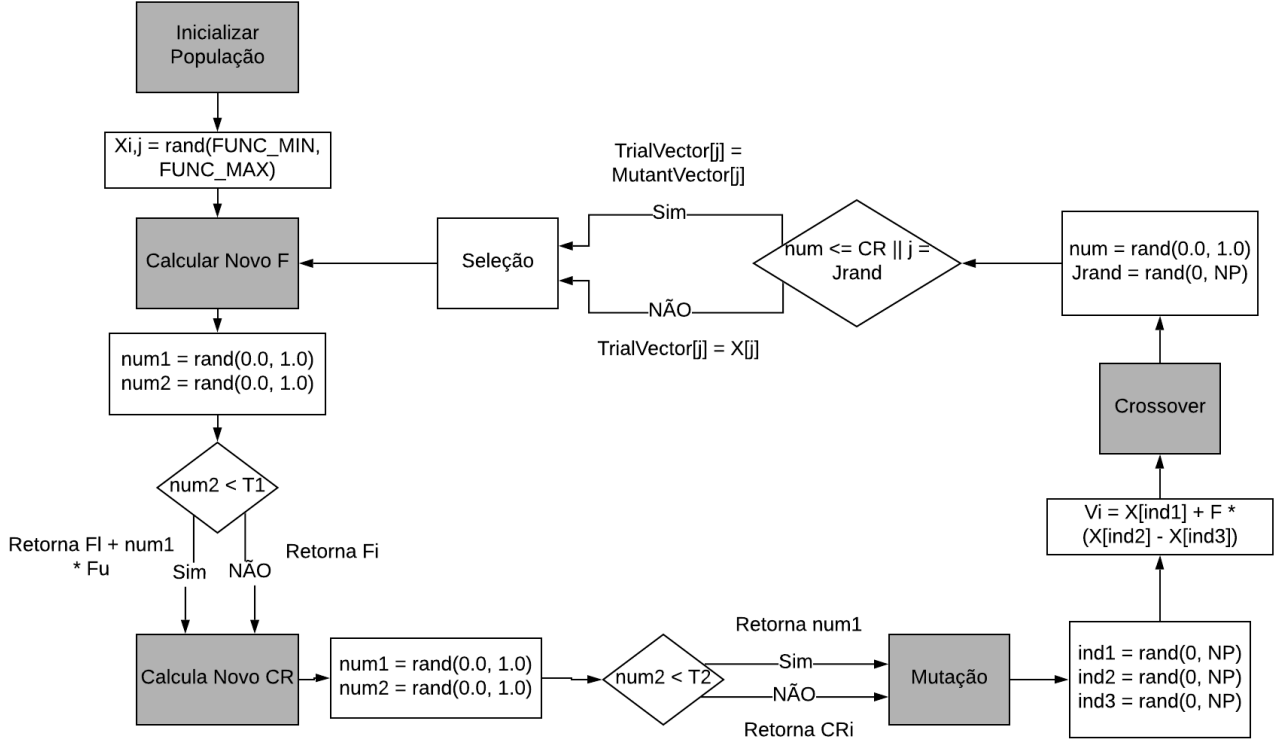 Inicializar
População
Xi,j = rand(FUNC_MIN,
FUNC_MAX)
Calcular Novo F
num1 = rand(0.0, 1.0)
num2 = rand(0.0, 1.0)
num2 < T1
Retorna Fl + num1
* Fu
Sim
NÃO
Retorna Fi
Calcula Novo CR
num1 = rand(0.0, 1.0)
num2 = rand(0.0, 1.0)
num2 < T2
Retorna num1
Sim
NÃO
Retorna CRi
Mutação
ind1 = rand(0, NP)
ind2 = rand(0, NP)
ind3 = rand(0, NP)
Vi = X[ind1] + F *
(X[ind2] - X[ind3])
Crossover
num = rand(0.0, 1.0)
Jrand = rand(0, NP)
num <= CR || j =
Jrand
TrialVector[j] =
MutantVector[j]
Sim
NÃO
TrialVector[j] = X[j]
Seleção